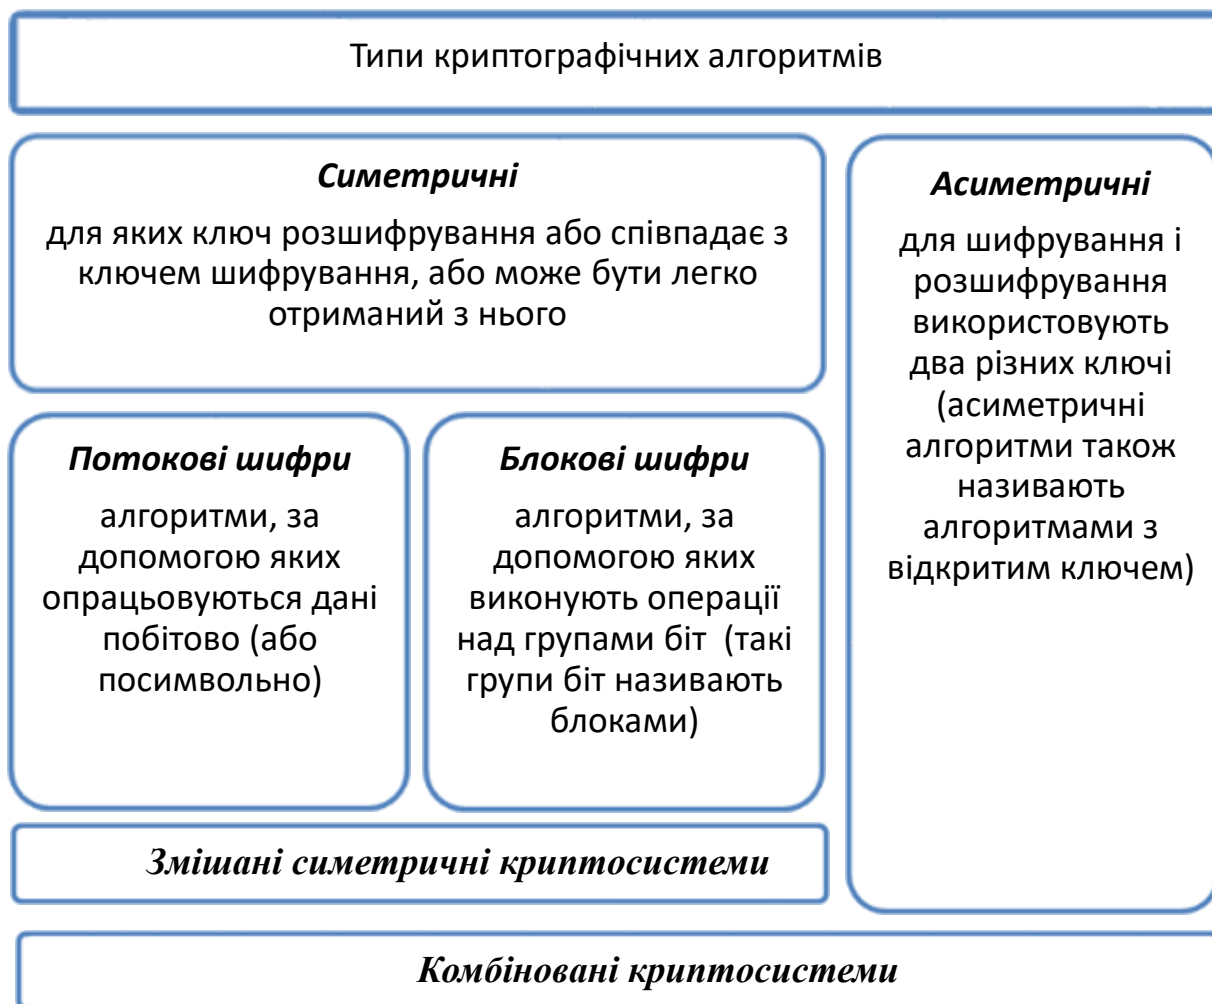 Типи криптографічних алгоритмів
Симетричні
для яких ключ розшифрування або співпадає з
ключем шифрування, або може бути легко
отриманий з нього
Асиметричні
для шифрування і
розшифрування
використовують
два різних ключі
(асиметричні
алгоритми також
називають
алгоритмами з
відкритим ключем)
Потокові шифри
алгоритми, за
допомогою яких
опрацьовуються дані
побітово (або
посимвольно)
Блокові шифри
алгоритми, за
допомогою яких
виконують операції
над групами біт (такі
групи біт називають
блоками)
Змішані симетричні криптосистеми
Комбіновані криптосистеми